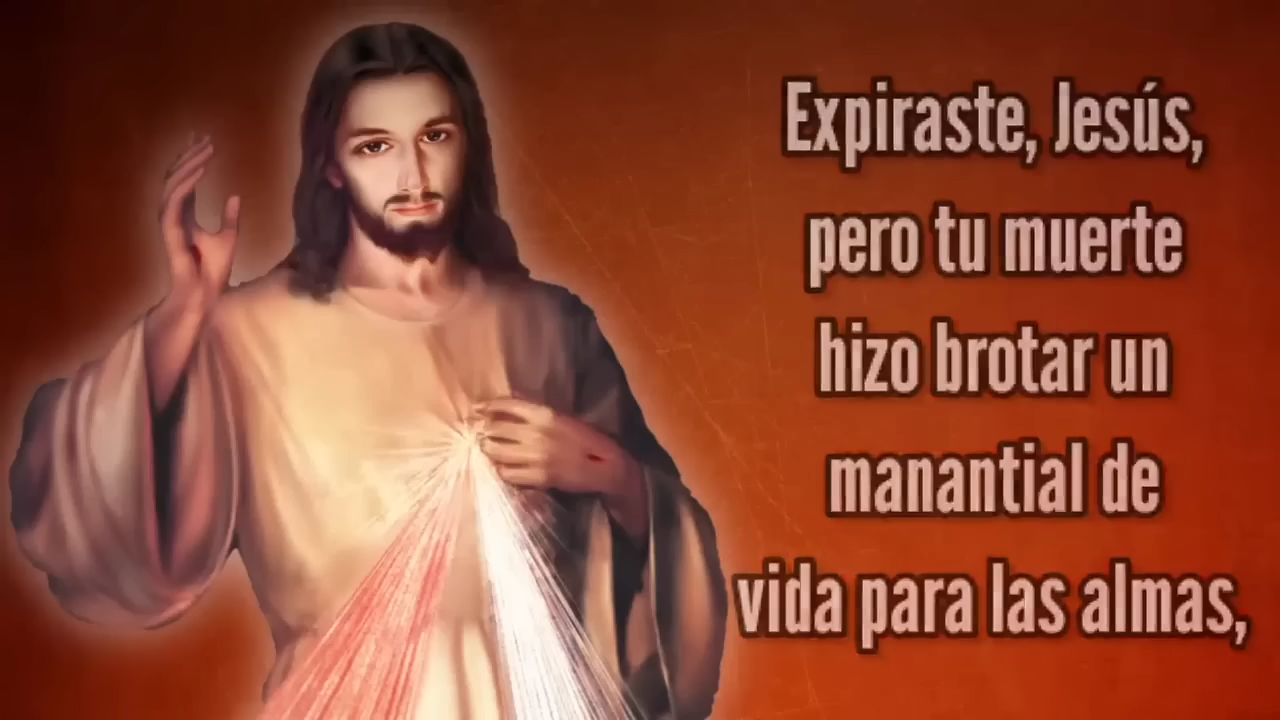 Expiraste, Jesús,
pero tu muerte
hizo brotar un
manantial de
vida para las almas,